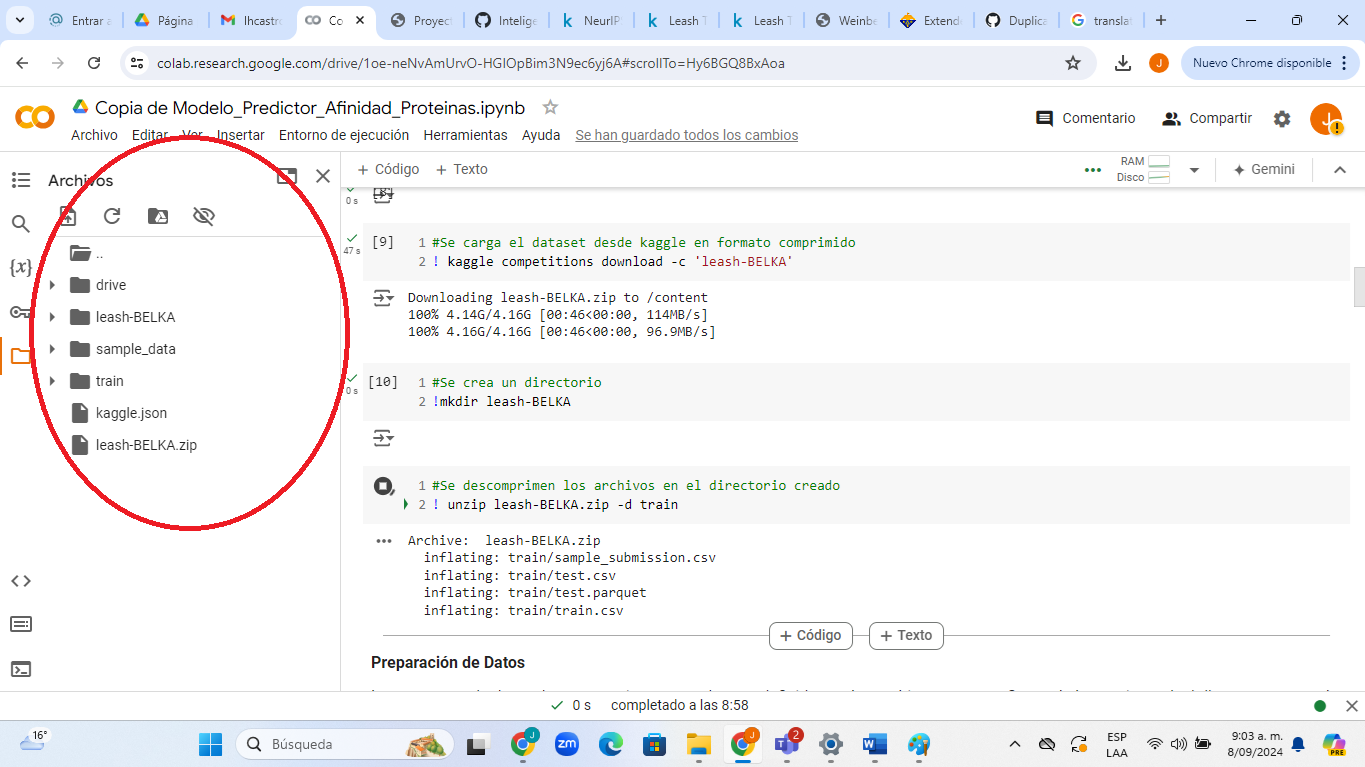 Entrar a
Página
lhcastro
Co
Proyect
Intelige
NeurIP
Leash T
Leash T
Weinbe
Extend
Duplica
translat
colab.research.google.com/drive/1oe-neNvAmUrvO-HGlOpBim3N9ec6yj6A#scrollTo=Hy6BGQ8BxAoa
J
Nuevo Chrome disponible
CO
Copia de Modelo_Predictor_Afinidad_Proteinas.ipynb
Archivo Editar Ver Insertar Entorno de ejecución Herramientas Ayuda Se han guardado todos los cambios
Comentario
Compartir
J
Archivos
+ Código + Texto
RAM
Disco
Gemini
..
drive
leash-BELKA
sample_data
train
kaggle.json
leash-BELKA.zip
{x}
0 s
[9]
47 s
1 #Se carga el dataset desde kaggle en formato comprimido
2 ! kaggle competitions download -c 'leash-BELKA'
Downloading leash-BELKA.zip to /content
100% 4.14G/4.16G [00:46<00:00, 114MB/s]
100% 4.16G/4.16G [00:46<00:00, 96.9MB/s]
[10]
0 s
1 #Se crea un directorio
2 !mkdir leash-BELKA
1 #Se descomprimen los archivos en el directorio creado
2 ! unzip leash-BELKA.zip -d train
Archive:  leash-BELKA.zip
inflating: train/sample_submission.csv
inflating: train/test.csv
inflating: train/test.parquet
inflating: train/train.csv
+ Código
+ Texto
Preparación de Datos
0 s completado a las 8:58
16°
Búsqueda
J
zm
J
2
ESP
LAA
9:03 a. m.
8/09/2024
PRE